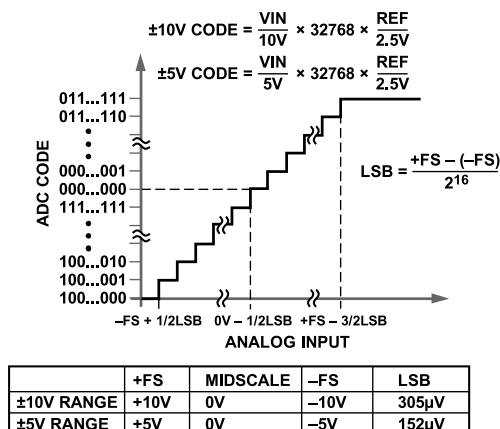 ±10V CODE = VIN/10V × 32768 × REF/2.5V
±5V CODE = VIN/5V × 32768 × REF/2.5V
ADC CODE
011...111
011...110
000...001
000...000
111...111
100...010
100...001
100...000
LSB = +FS – (–FS)/2¹⁶
–FS + 1/2LSB 0V – 1/2LSB +FS – 3/2LSB
ANALOG INPUT
+FS MIDSCALE –FS LSB
±10V RANGE +10V 0V –10V 305µV
±5V RANGE +5V 0V –5V 152µV